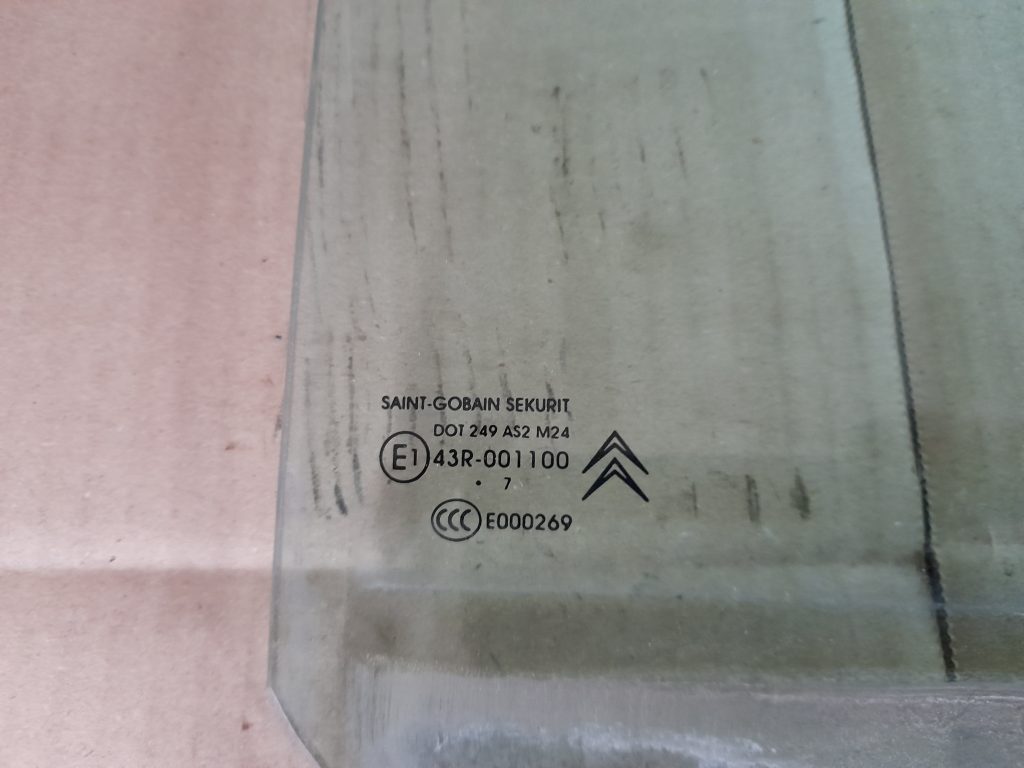 SAINT-GOBAIN SEKURIT
DOT 249 AS2 M24
E1 43R-001100
• 7
CCC E000269